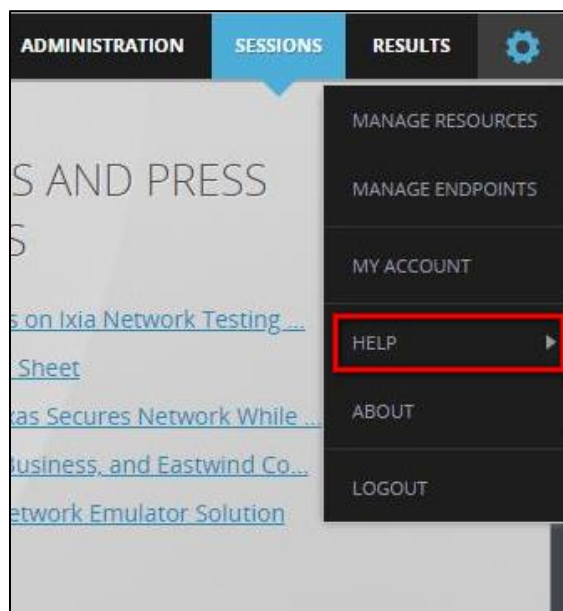 ADMINISTRATION SESSIONS RESULTS
MANAGE RESOURCES
MANAGE ENDPOINTS
MY ACCOUNT
HELP
ABOUT
LOGOUT
S AND PRESS
S
s on Ixia Network Testing ...
Sheet
xas Secures Network While ...
Business, and Eastwind Co...
etwork Emulator Solution